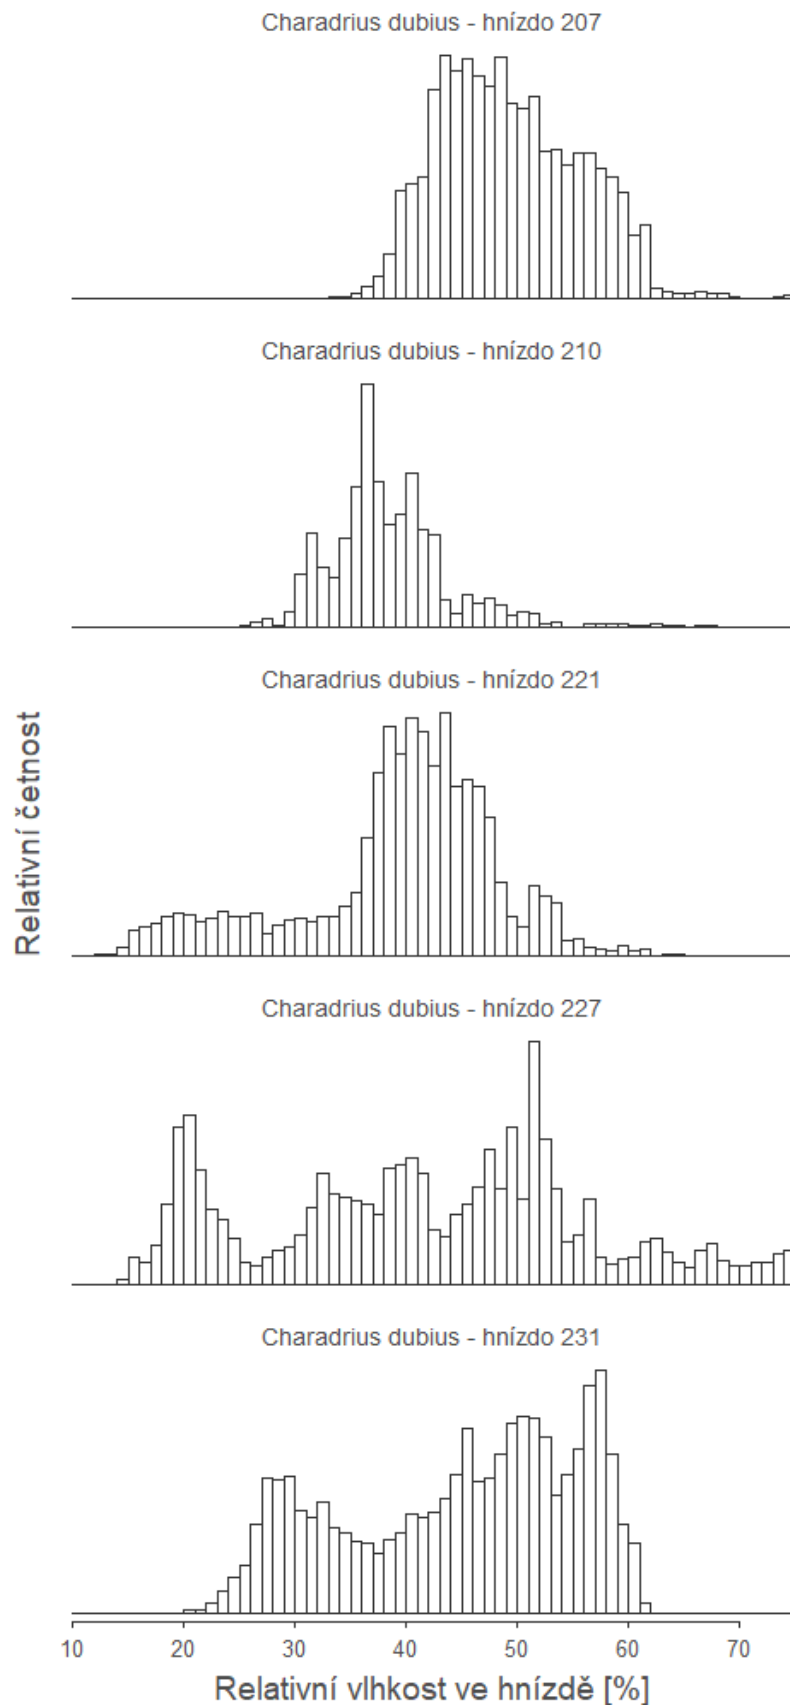 Charadrius dubius - hnízdo 207
Charadrius dubius - hnízdo 210
Charadrius dubius - hnízdo 221
Relativní četnost
Charadrius dubius - hnízdo 227
Charadrius dubius - hnízdo 231
10 20 30 40 50 60 70
Relativní vlhkost ve hnízdě [%]